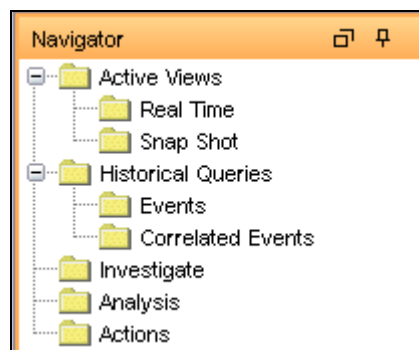 Navigator
Active Views
Real Time
Snap Shot
Historical Queries
Events
Correlated Events
Investigate
Analysis
Actions